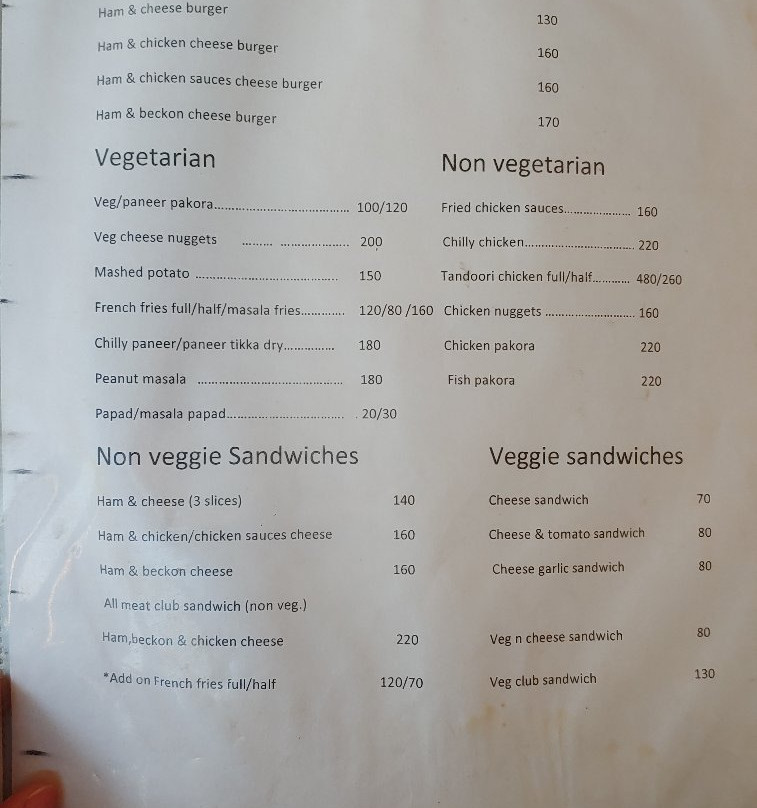 Ham & cheese burger 130
Ham & chicken cheese burger 160
Ham & chicken sauces cheese burger 160
Ham & beckon cheese burger 170
Vegetarian
Veg/paneer pakora........................................ 100/120
Veg cheese nuggets ......... ..................... 200
Mashed potato .......................................... 150
French fries full/half/masala fries............. 120/80 /160
Chilly paneer/paneer tikka dry............... 180
Peanut masala ........................................... 180
Papad/masala papad................................... 20/30
Non vegetarian
Fried chicken sauces.................... 160
Chilly chicken................................. 220
Tandoori chicken full/half........... 480/260
Chicken nuggets ........................... 160
Chicken pakora 220
Fish pakora 220
Non veggie Sandwiches
Ham & cheese (3 slices) 140
Ham & chicken/chicken sauces cheese 160
Ham & beckon cheese 160
All meat club sandwich (non veg.)
Ham,beckon & chicken cheese 220
*Add on French fries full/half 120/70
Veggie sandwiches
Cheese sandwich 70
Cheese & tomato sandwich 80
Cheese garlic sandwich 80
Veg n cheese sandwich 80
Veg club sandwich 130